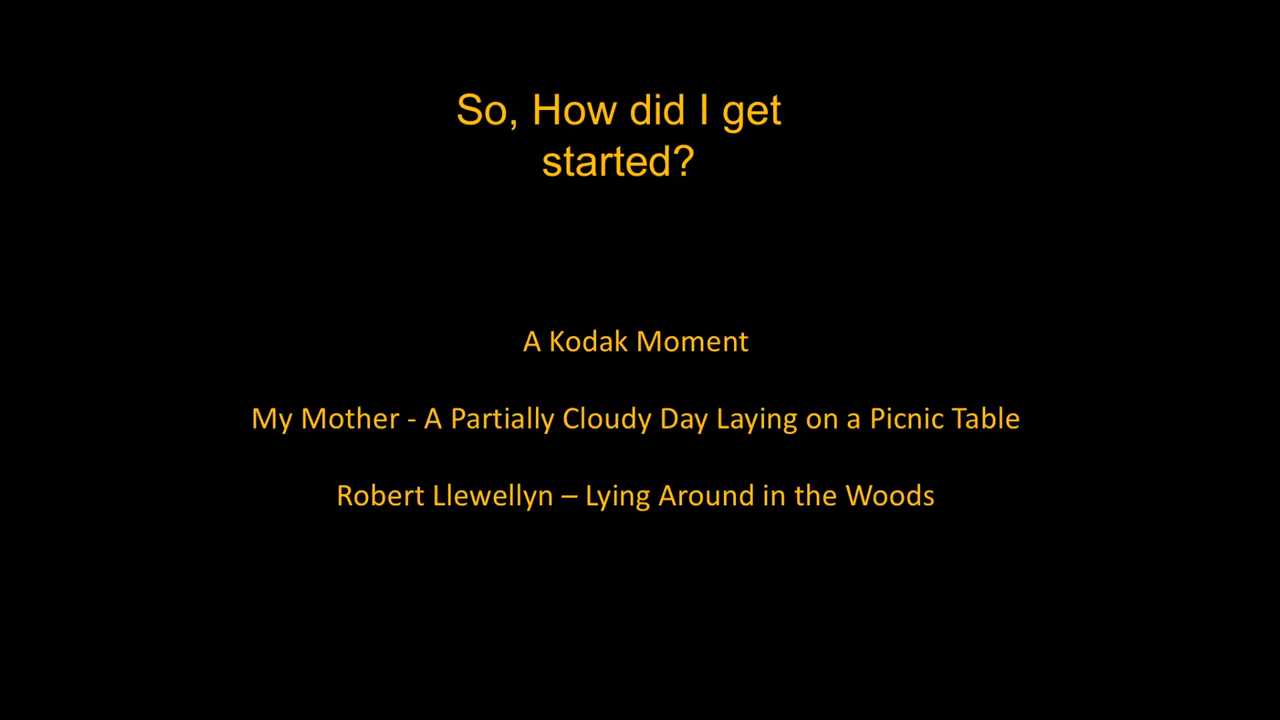 So, How did I get
started?
A Kodak Moment
My Mother - A Partially Cloudy Day Laying on a Picnic Table
Robert Llewellyn – Lying Around in the Woods